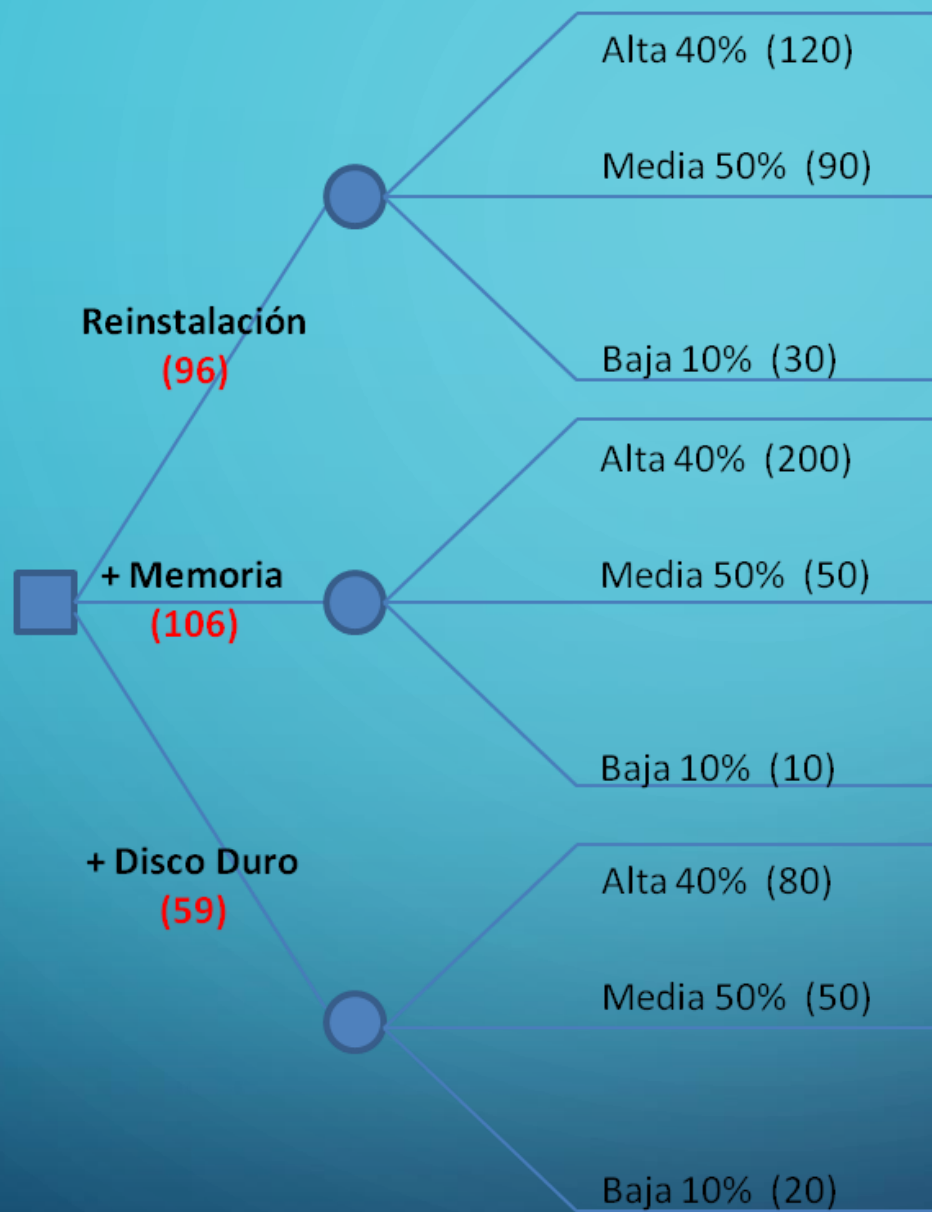 Alta 40% (120)
Media 50% (90)
Baja 10% (30)
Reinstalación
(96)
Alta 40% (200)
Media 50% (50)
Baja 10% (10)
+ Memoria
(106)
Alta 40% (80)
Media 50% (50)
Baja 10% (20)
+ Disco Duro
(59)